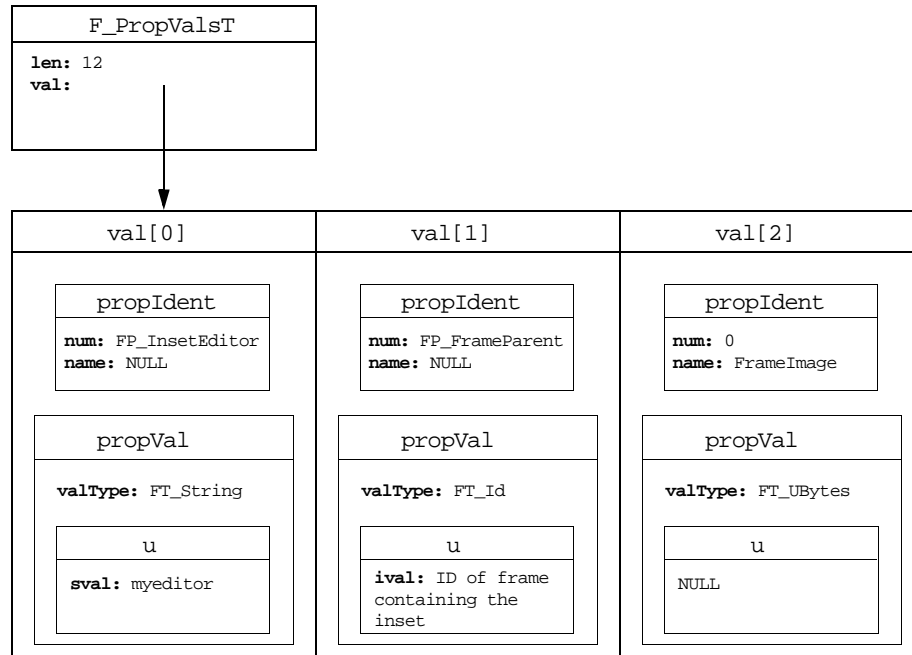 F_PropValsT
len: 12
val:
val[0]
val[1]
val[2]
propIdent
num: FP_InsetEditor
name: NULL
propIdent
num: FP_FrameParent
name: NULL
propIdent
num: 0
name: FrameImage
propVal
valType: FT_String
u
sval: myeditor
propVal
valType: FT_Id
u
ival: ID of frame
containing the
inset
propVal
valType: FT_UBytes
u
NULL